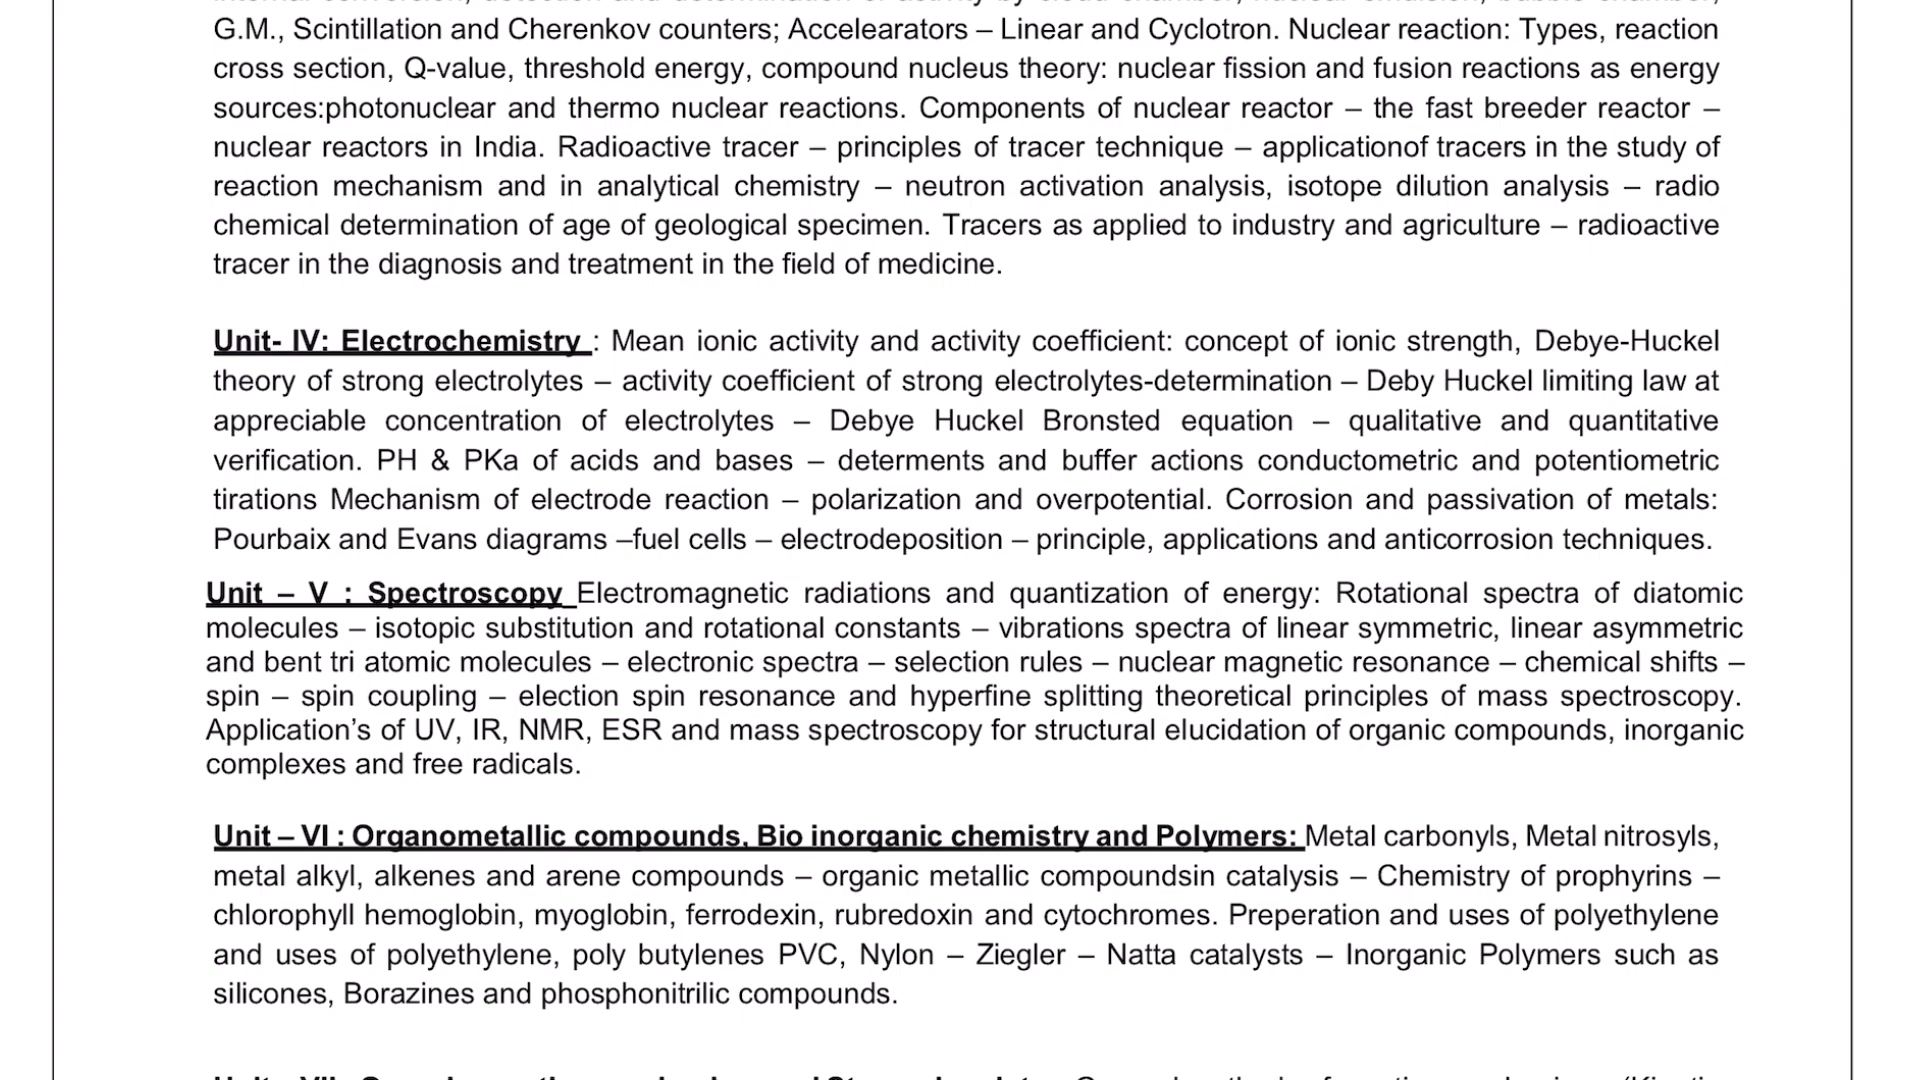 G.M., Scintillation and Cherenkov counters; Accelearators – Linear and Cyclotron. Nuclear reaction: Types, reaction
cross section, Q-value, threshold energy, compound nucleus theory: nuclear fission and fusion reactions as energy
sources:photonuclear and thermo nuclear reactions. Components of nuclear reactor – the fast breeder reactor –
nuclear reactors in India. Radioactive tracer – principles of tracer technique – applicationof tracers in the study of
reaction mechanism and in analytical chemistry – neutron activation analysis, isotope dilution analysis – radio
chemical determination of age of geological specimen. Tracers as applied to industry and agriculture – radioactive
tracer in the diagnosis and treatment in the field of medicine.
Unit- IV: Electrochemistry : Mean ionic activity and activity coefficient: concept of ionic strength, Debye-Huckel
theory of strong electrolytes – activity coefficient of strong electrolytes-determination – Deby Huckel limiting law at
appreciable concentration of electrolytes – Debye Huckel Bronsted equation – qualitative and quantitative
verification. PH & PKa of acids and bases – determents and buffer actions conductometric and potentiometric
tirations Mechanism of electrode reaction – polarization and overpotential. Corrosion and passivation of metals:
Pourbaix and Evans diagrams –fuel cells – electrodeposition – principle, applications and anticorrosion techniques.
Unit – V : Spectroscopy Electromagnetic radiations and quantization of energy: Rotational spectra of diatomic
molecules – isotopic substitution and rotational constants – vibrations spectra of linear symmetric, linear asymmetric
and bent tri atomic molecules – electronic spectra – selection rules – nuclear magnetic resonance – chemical shifts –
spin – spin coupling – election spin resonance and hyperfine splitting theoretical principles of mass spectroscopy.
Application’s of UV, IR, NMR, ESR and mass spectroscopy for structural elucidation of organic compounds, inorganic
complexes and free radicals.
Unit – VI : Organometallic compounds, Bio inorganic chemistry and Polymers: Metal carbonyls, Metal nitrosyls,
metal alkyl, alkenes and arene compounds – organic metallic compoundsin catalysis – Chemistry of prophyrins –
chlorophyll hemoglobin, myoglobin, ferrodexin, rubredoxin and cytochromes. Preperation and uses of polyethylene
and uses of polyethylene, poly butylenes PVC, Nylon – Ziegler – Natta catalysts – Inorganic Polymers such as
silicones, Borazines and phosphonitrilic compounds.